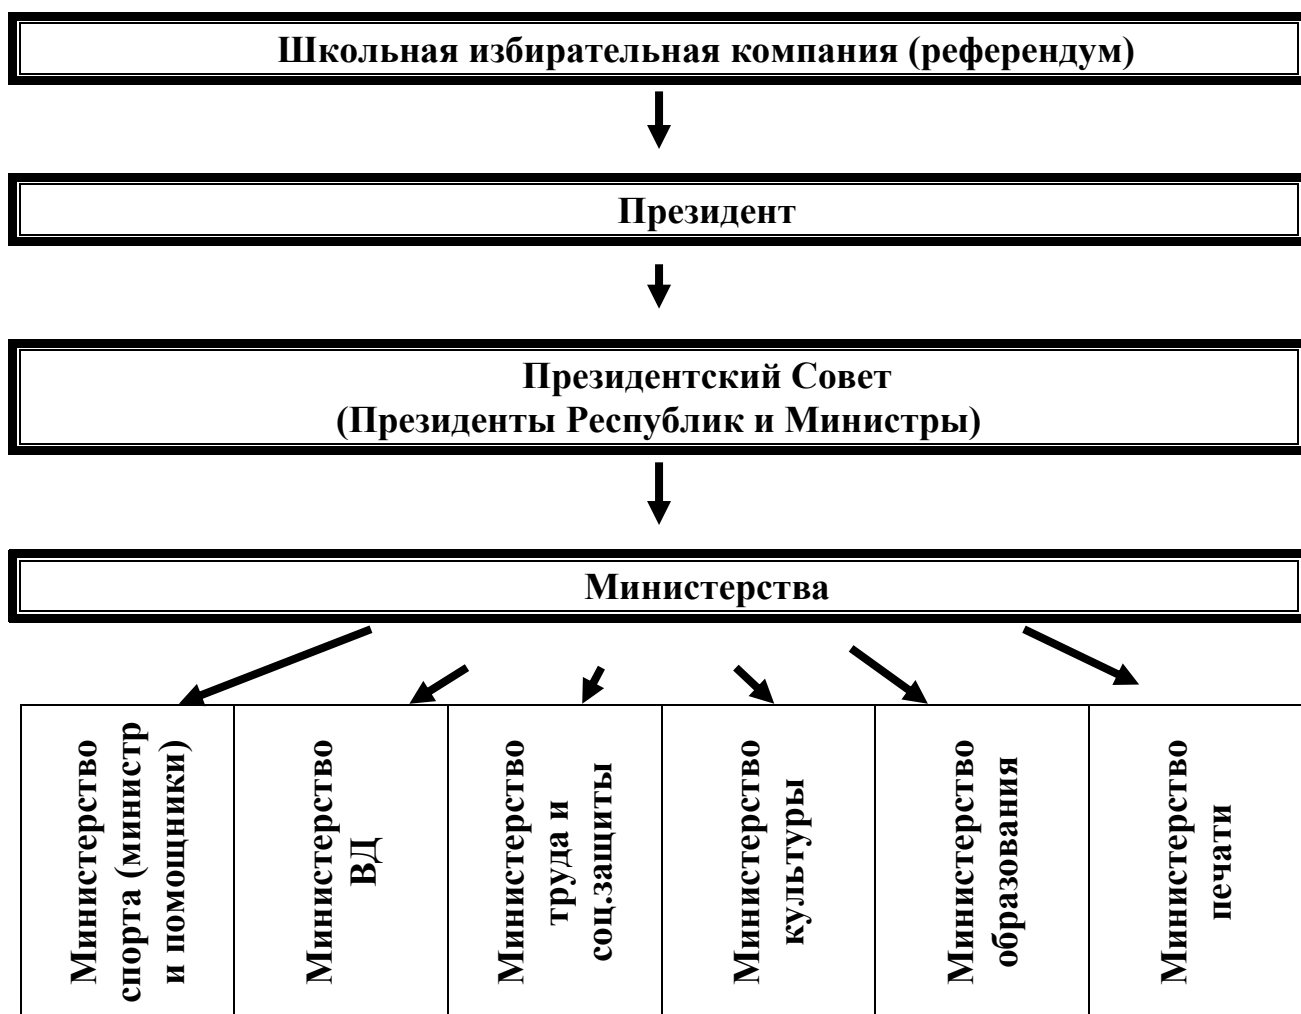 Школьная избирательная компания (референдум)
Президент
Президентский Совет
(Президенты Республик и Министры)
Министерства
Министерство
спорта (министр
и помощники)
Министерство
ВД
Министерство
труда и
соц.защиты
Министерство
культуры
Министерство
образования
Министерство
печати